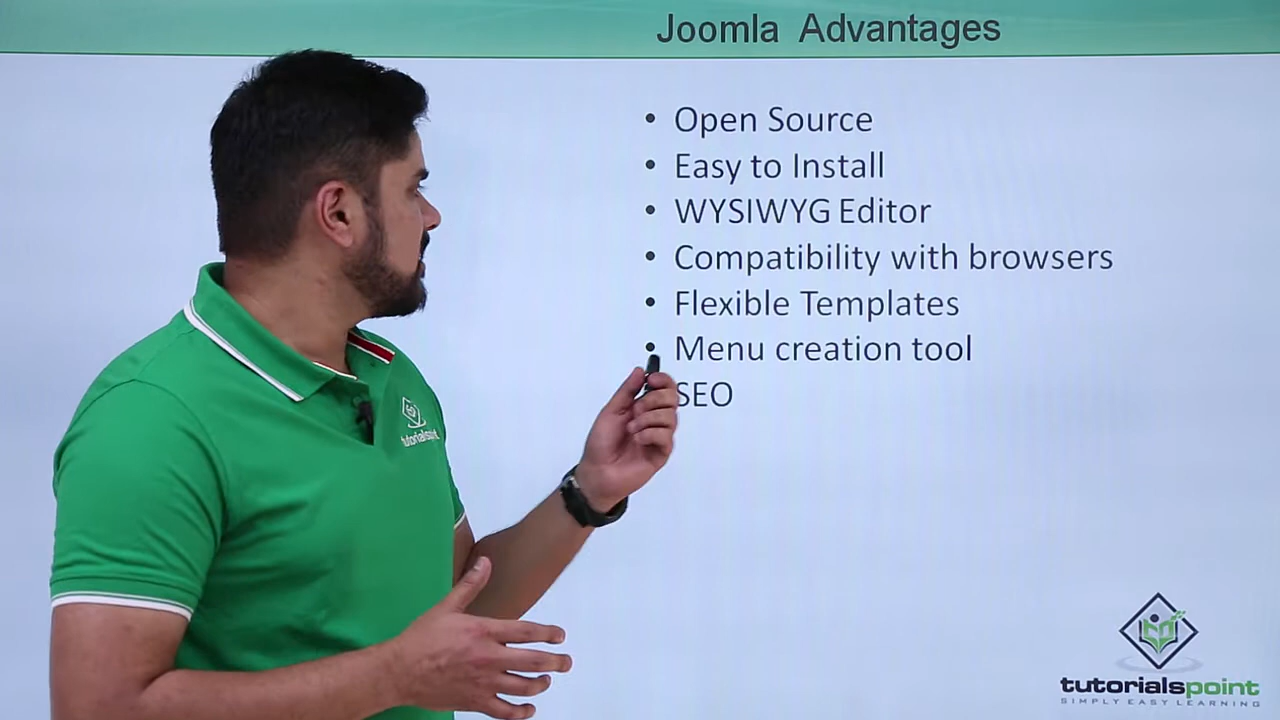 Joomla Advantages
• Open Source
• Easy to Install
• WYSIWYG Editor
• Compatibility with browsers
• Flexible Templates
• Menu creation tool
SEO
tutorialspoint
tutorialspoint
SIMPLY EASY LEARNING